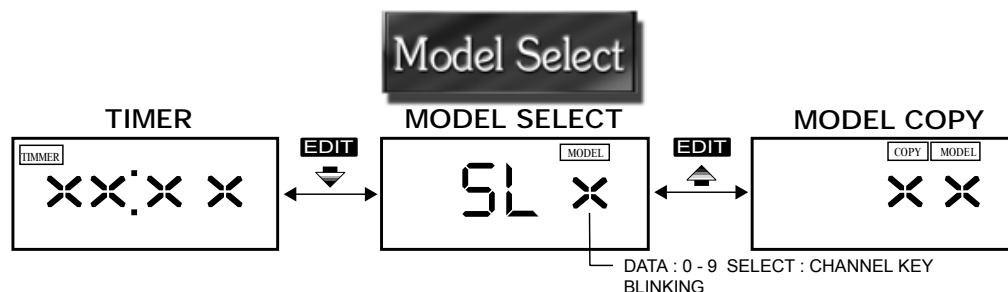 Model Select
TIMER
MODEL SELECT
MODEL COPY
TIMMER
XX:X X
EDIT
MODEL
SL X
EDIT
COPY MODEL
X X
DATA : 0 - 9 SELECT : CHANNEL KEY
BLINKING